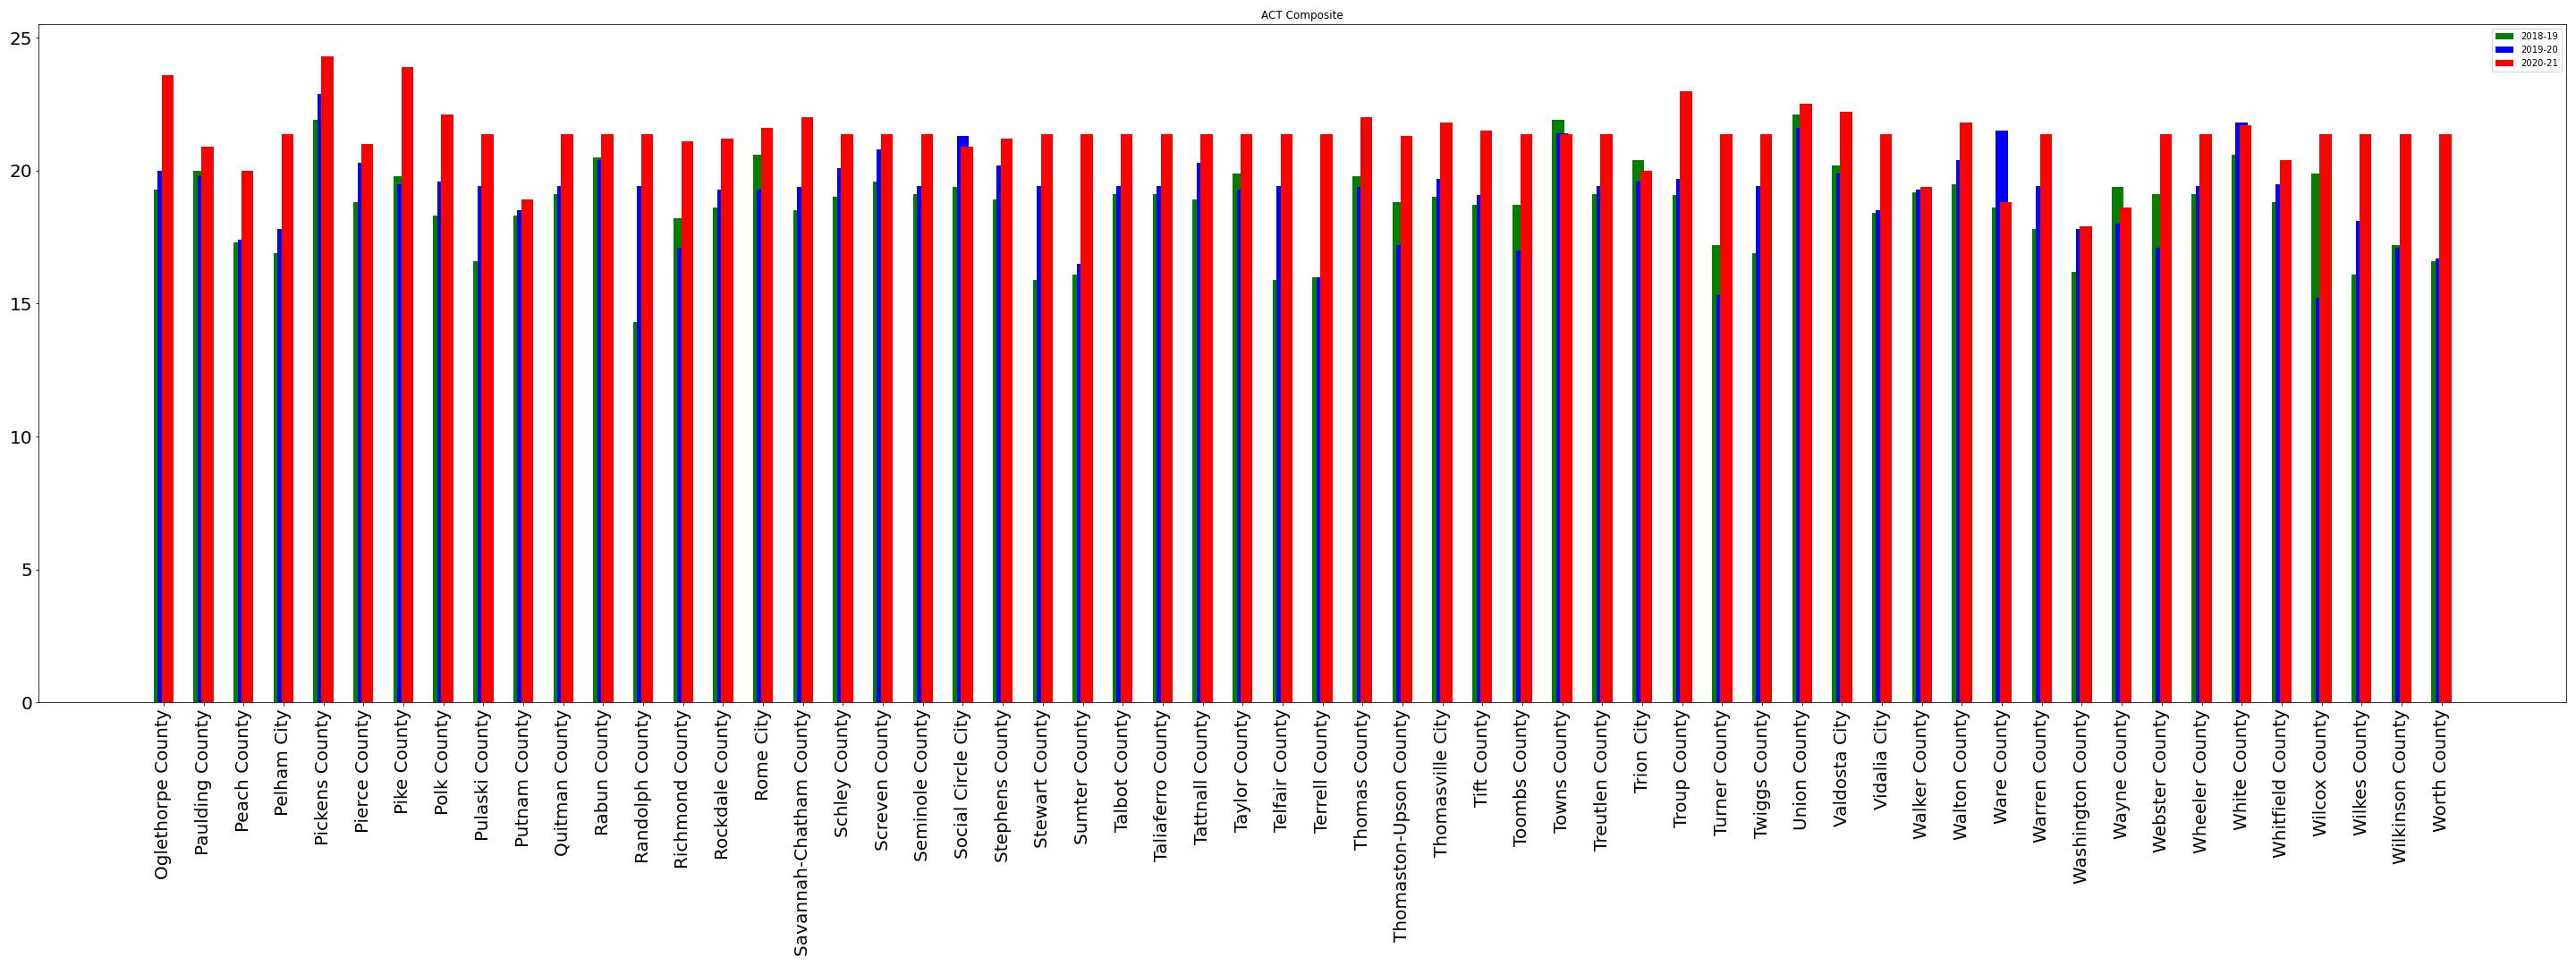 ACT Composite
25
20
15
10
5
0
2018-19
2019-20
2020-21
Oglethorpe County
Paulding County
Peach County
Pelham City
Pickens County
Pierce County
Pike County
Polk County
Pulaski County
Putnam County
Quitman County
Rabun County
Randolph County
Richmond County
Rockdale County
Rome City
Savannah-Chatham County
Schley County
Screven County
Seminole County
Social Circle City
Stephens County
Stewart County
Sumter County
Talbot County
Taliaferro County
Tattnall County
Taylor County
Telfair County
Terrell County
Thomas County
Thomaston-Upson County
Thomasville City
Tift County
Toombs County
Towns County
Treutlen County
Trion City
Troup County
Turner County
Twiggs County
Union County
Valdosta City
Vidalia City
Walker County
Walton County
Ware County
Warren County
Washington County
Wayne County
Webster County
Wheeler County
White County
Whitfield County
Wilcox County
Wilkes County
Wilkinson County
Worth County